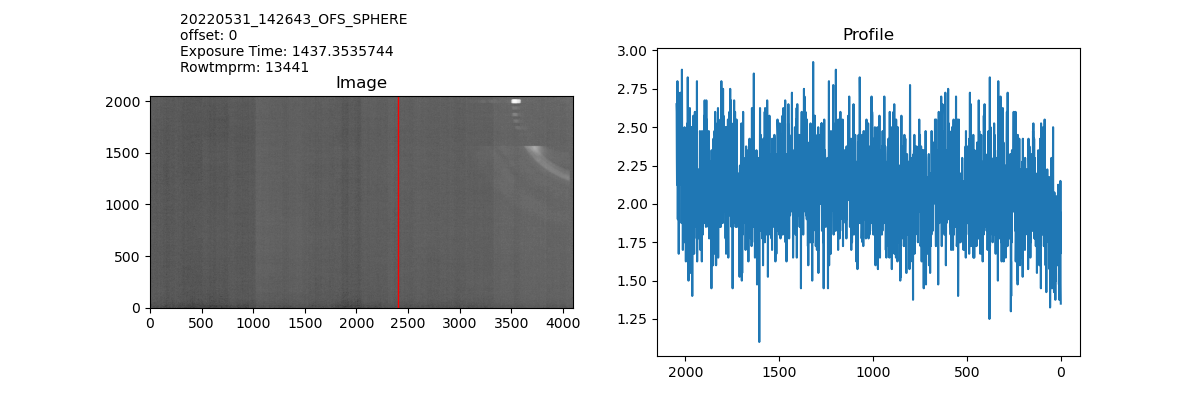 20220531_142643_OFS_SPHERE
offset: 0
Exposure Time: 1437.3535744
Rowtmprm: 13441
Image
2000
1500
1000
500
0
0 500 1000 1500 2000 2500 3000 3500 4000
Profile
3.00
2.75
2.50
2.25
2.00
1.75
1.50
1.25
2000 1500 1000 500 0